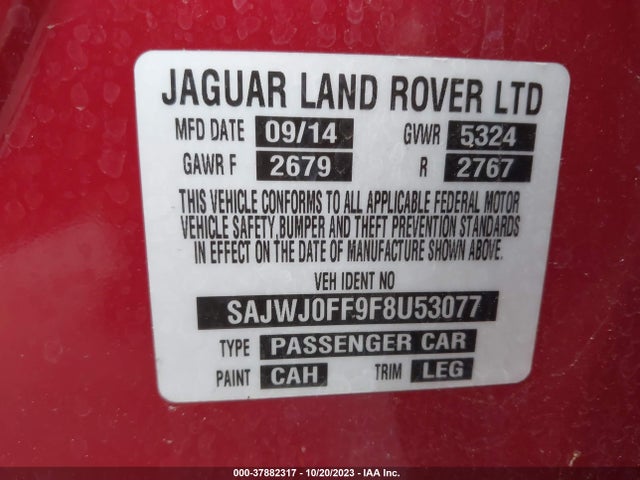 JAGUAR LAND ROVER LTD
MFD DATE 09/14 GVWR 5324
GAWR F 2679 R 2767
THIS VEHICLE CONFORMS TO ALL APPLICABLE FEDERAL MOTOR
VEHICLE SAFETY, BUMPER AND THEFT PREVENTION STANDARDS
IN EFFECT ON THE DATE OF MANUFACTURE SHOWN ABOVE.
VEH IDENT NO
SAJWJ0FF9F8U53077
TYPE PASSENGER CAR
PAINT CAH TRIM LEG
000-37882317 - 10/20/2023 - IAA Inc.